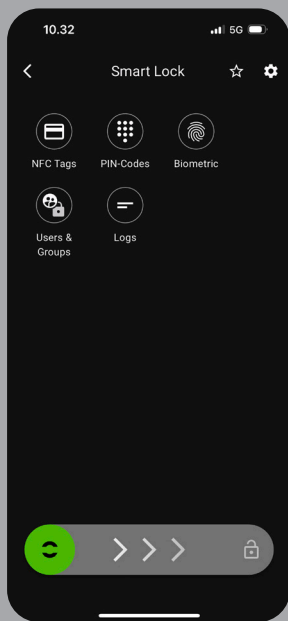 10.32
5G
Smart Lock
NFC Tags
PIN-Codes
Biometric
Users &
Groups
Logs